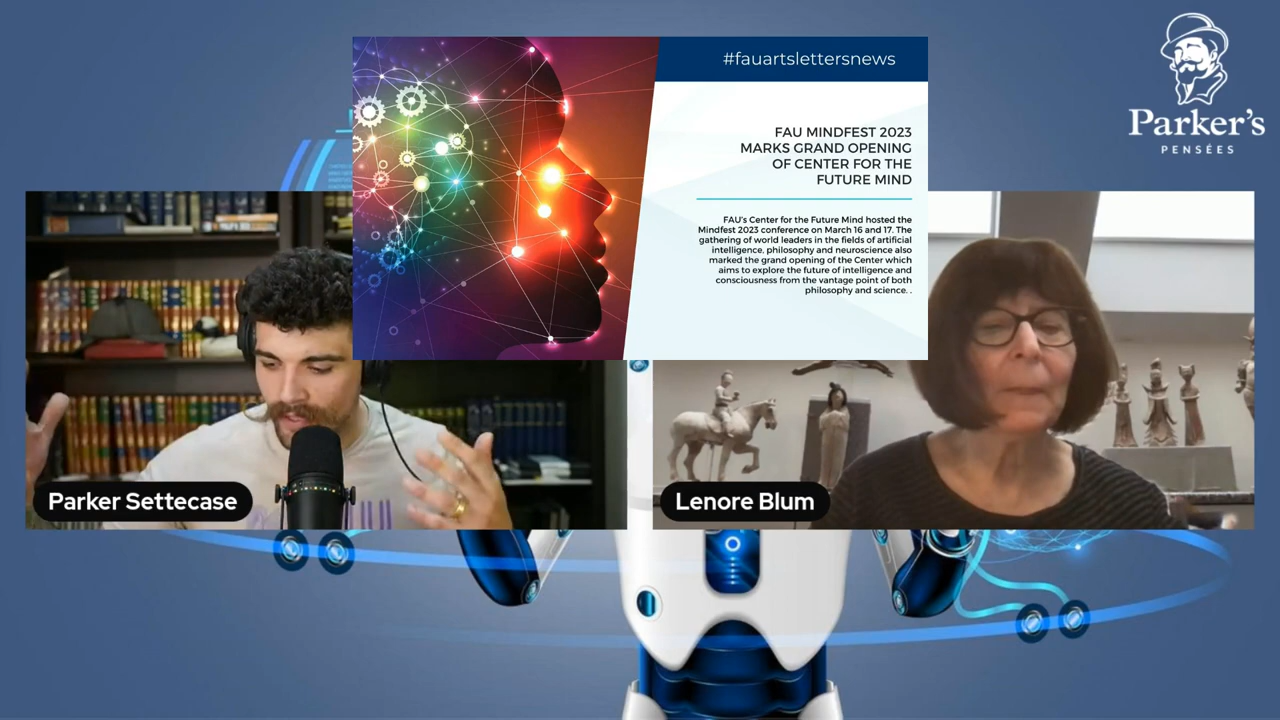 #fauartslettersnews
FAU MINDFEST 2023
MARKS GRAND OPENING
OF CENTER FOR THE
FUTURE MIND
FAU's Center for the Future Mind hosted the
Mindfest 2023 conference on March 16 and 17. The
gathering of world leaders in the fields of artificial
intelligence, philosophy and neuroscience also
marked the grand opening of the Center which
aims to explore the future of intelligence and
consciousness from the vantage point of both
philosophy and science. .
Parker's
PENSÉES
Parker Settecase
Lenore Blum